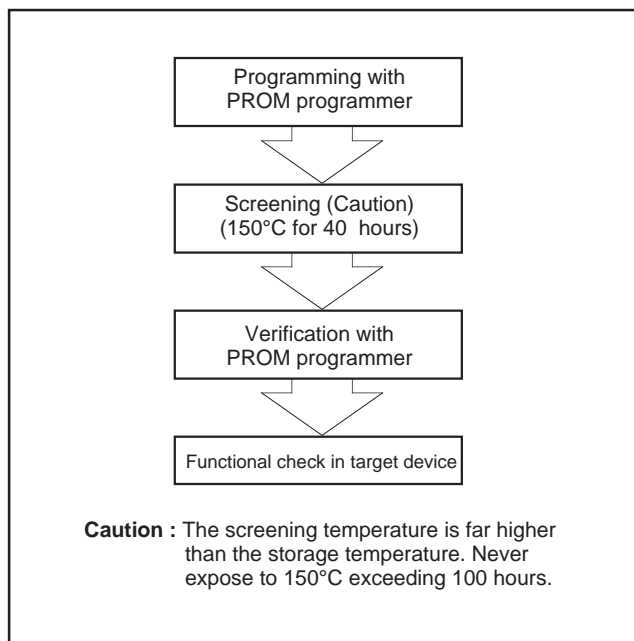 Programming with
PROM programmer
Screening (Caution)
(150°C for 40 hours)
Verification with
PROM programmer
Functional check in target device
Caution : The screening temperature is far higher
than the storage temperature. Never
expose to 150°C exceeding 100 hours.